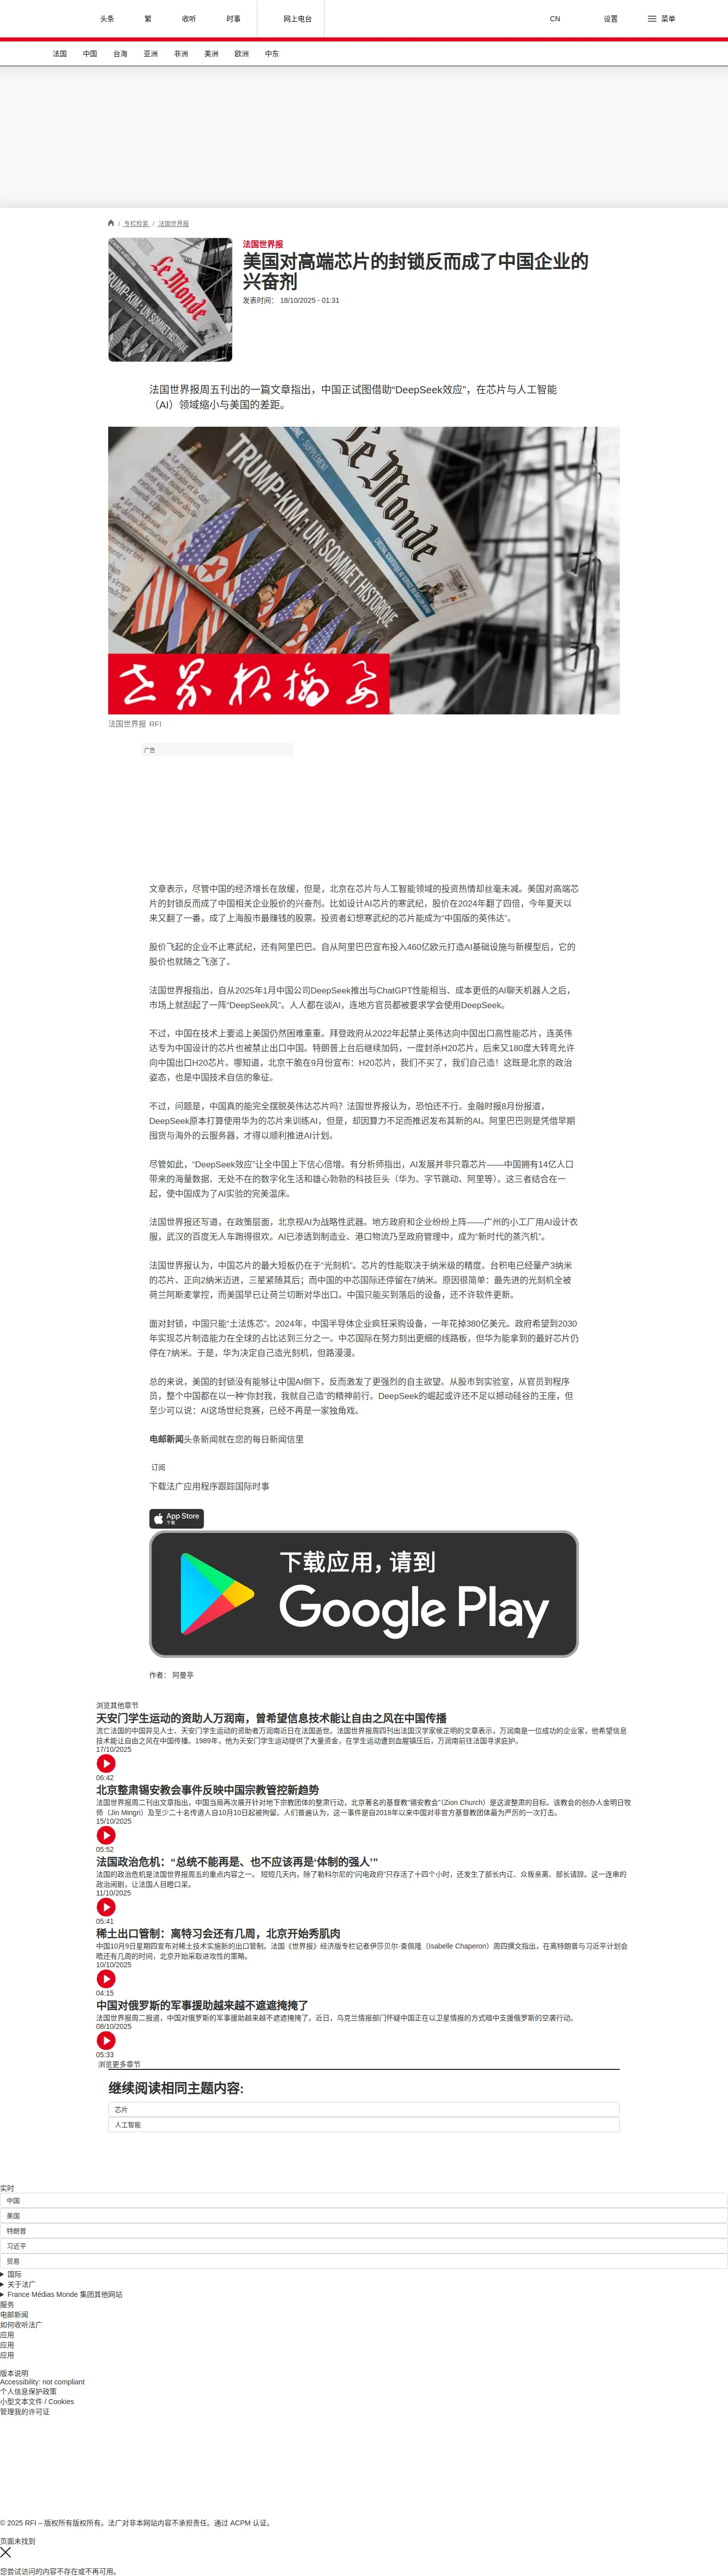 头条
繁
收听
时事
网上电台
CN
设置
菜单
法国
中国
台海
亚洲
非洲
美洲
欧洲
中东
/ 专栏检索 / 法国世界报
法国世界报
美国对高端芯片的封锁反而成了中国企业的
兴奋剂
发表时间： 18/10/2025 - 01:31
Le Monde
TRUMP-KIM: UN SOMMET HISTORIQUE
法国世界报周五刊出的一篇文章指出，中国正试图借助“DeepSeek效应”，在芯片与人工智能
（AI）领域缩小与美国的差距。
Le Monde
TRUMP-KIM: UN SOMMET HISTORIQUE
世界报摘要
法国世界报 RFI
广告
文章表示，尽管中国的经济增长在放缓，但是，北京在芯片与人工智能领域的投资热情却丝毫未减。美国对高端芯
片的封锁反而成了中国相关企业股价的兴奋剂。比如设计AI芯片的寒武纪，股价在2024年翻了四倍，今年夏天以
来又翻了一番，成了上海股市最赚钱的股票。投资者幻想寒武纪的芯片能成为“中国版的英伟达”。
股价飞起的企业不止寒武纪，还有阿里巴巴。自从阿里巴巴宣布投入460亿欧元打造AI基础设施与新模型后，它的
股价也就随之飞涨了。
法国世界报指出，自从2025年1月中国公司DeepSeek推出与ChatGPT性能相当、成本更低的AI聊天机器人之后，
市场上就刮起了一阵“DeepSeek风”。人人都在谈AI，连地方官员都被要求学会使用DeepSeek。
不过，中国在技术上要追上美国仍然困难重重。拜登政府从2022年起禁止英伟达向中国出口高性能芯片，连英伟
达专为中国设计的芯片也被禁止出口中国。特朗普上台后继续加码，一度封杀H20芯片，后来又180度大转弯允许
向中国出口H20芯片。哪知道，北京干脆在9月份宣布：H20芯片，我们不买了，我们自己造！这既是北京的政治
姿态，也是中国技术自信的象征。
不过，问题是，中国真的能完全摆脱英伟达芯片吗？法国世界报认为，恐怕还不行。金融时报8月份报道，
DeepSeek原本打算使用华为的芯片来训练AI，但是，却因算力不足而推迟发布其新的AI。阿里巴巴则是凭借早期
囤货与海外的云服务器，才得以顺利推进AI计划。
尽管如此，“DeepSeek效应”让全中国上下信心倍增。有分析师指出，AI发展并非只靠芯片——中国拥有14亿人口
带来的海量数据、无处不在的数字化生活和雄心勃勃的科技巨头（华为、字节跳动、阿里等）。这三者结合在一
起，使中国成为了AI实验的完美温床。
法国世界报还写道，在政策层面，北京视AI为战略性武器。地方政府和企业纷纷上阵——广州的小工厂用AI设计衣
服，武汉的百度无人车跑得很欢。AI已渗透到制造业、港口物流乃至政府管理中，成为“新时代的蒸汽机”。
法国世界报认为，中国芯片的最大短板仍在于“光刻机”。芯片的性能取决于纳米级的精度。台积电已经量产3纳米
的芯片、正向2纳米迈进，三星紧随其后；而中国的中芯国际还停留在7纳米。原因很简单：最先进的光刻机全被
荷兰阿斯麦掌控，而美国早已让荷兰切断对华出口。中国只能买到落后的设备，还不许软件更新。
面对封锁，中国只能“土法炼芯”。2024年，中国半导体企业疯狂采购设备，一年花掉380亿美元。政府希望到2030
年实现芯片制造能力在全球的占比达到三分之一。中芯国际在努力刻出更细的线路板，但华为能拿到的最好芯片仍
停在7纳米。于是，华为决定自己造光刻机，但路漫漫。
总的来说，美国的封锁没有能够让中国AI倒下，反而激发了更强烈的自主欲望。从股市到实验室，从官员到程序
员，整个中国都在以一种“你封我，我就自己造”的精神前行。DeepSeek的崛起或许还不足以撼动硅谷的王座，但
至少可以说：AI这场世纪竞赛，已经不再是一家独角戏。
电邮新闻头条新闻就在您的每日新闻信里
订阅
下载法广应用程序跟踪国际时事
App Store
下载
下载应用，请到
Google Play
作者： 阿曼亭
浏览其他章节
天安门学生运动的资助人万润南，曾希望信息技术能让自由之风在中国传播
流亡法国的中国异见人士、天安门学生运动的资助者万润南近日在法国逝世。法国世界报周四刊出法国汉学家侯芷明的文章表示，万润南是一位成功的企业家，他希望信息
技术能让自由之风在中国传播。1989年，他为天安门学生运动提供了大量资金，在学生运动遭到血腥镇压后，万润南前往法国寻求庇护。
17/10/2025
06:42
北京整肃锡安教会事件反映中国宗教管控新趋势
法国世界报周二刊出文章指出，中国当局再次展开针对地下宗教团体的整肃行动，北京著名的基督教“锡安教会”（Zion Church）是这波整肃的目标。该教会的创办人金明日牧
师（Jin Mingri）及至少二十名传道人自10月10日起被拘留。人们普遍认为，这一事件是自2018年以来中国对非官方基督教团体最为严厉的一次打击。
15/10/2025
05:52
法国政治危机：“总统不能再是、也不应该再是‘体制的强人’”
法国的政治危机是法国世界报周五的重点内容之一。 短短几天内，除了勒科尔尼的“闪电政府”只存活了十四个小时，还发生了部长内讧、众叛亲离、部长请辞。这一连串的
政治闹剧，让法国人目瞪口呆。
11/10/2025
05:41
稀土出口管制：离特习会还有几周，北京开始秀肌肉
中国10月9日星期四宣布对稀土技术实施新的出口管制。法国《世界报》经济版专栏记者伊莎贝尔·查佩隆（Isabelle Chaperon）周四撰文指出，在离特朗普与习近平计划会
晤还有几周的时间，北京开始采取进攻性的策略。
10/10/2025
04:15
中国对俄罗斯的军事援助越来越不遮遮掩掩了
法国世界报周二报道，中国对俄罗斯的军事援助越来越不遮遮掩掩了。近日，乌克兰情报部门怀疑中国正在以卫星情报的方式暗中支援俄罗斯的空袭行动。
08/10/2025
05:33
浏览更多章节
继续阅读相同主题内容:
芯片
人工智能
实时
中国
美国
特朗普
习近平
贸易
国际
关于法广
France Médias Monde 集团其他网站
服务
电邮新闻
如何收听法广
应用
应用
应用
版本说明
Accessibility: not compliant
个人信息保护政策
小型文本文件 / Cookies
管理我的许可证
© 2025 RFI – 版权所有版权所有。法广对非本网站内容不承担责任。通过 ACPM 认证。
页面未找到
您尝试访问的内容不存在或不再可用。